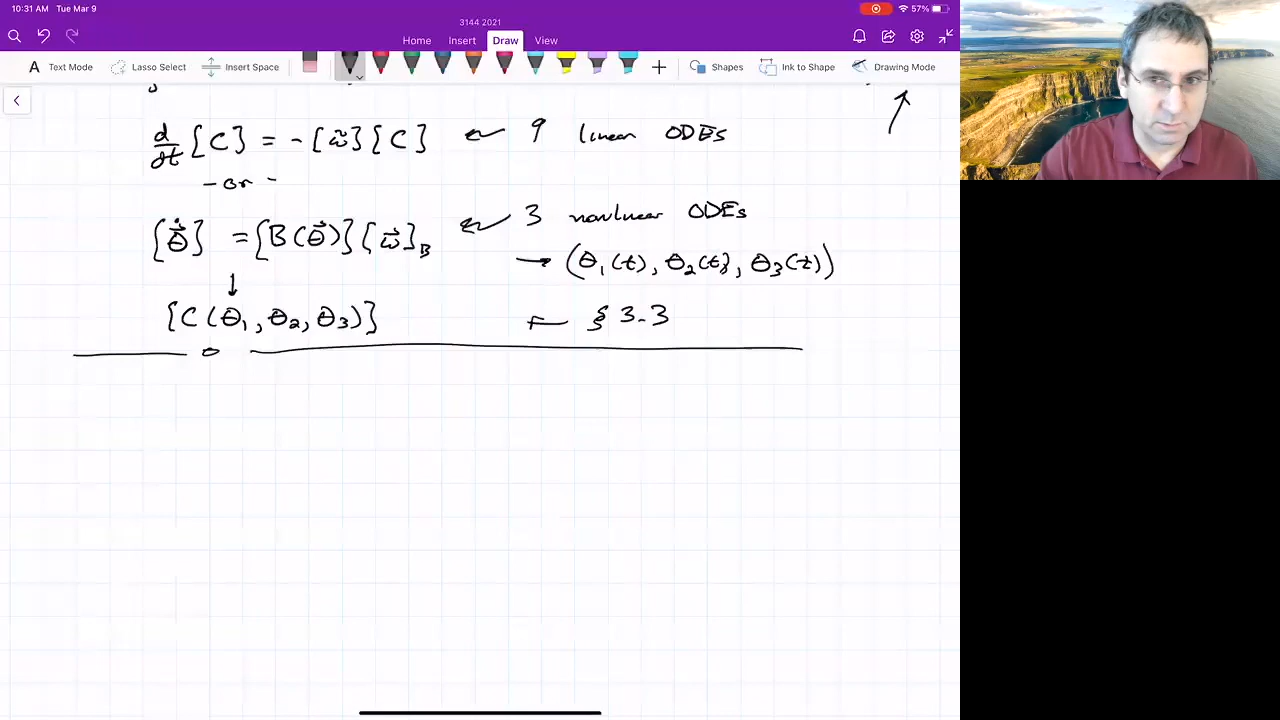 10:31 AM Tue Mar 9
57%
3144 2021
Home Insert Draw View
A Text Mode Lasso Select Insert Space Shapes Ink to Shape Drawing Mode
d/dt [C] = - [ω̃] [C] ← 9 linear ODEs
- or -
[θ̇⃗] = [B(θ⃗)] [ω⃗]B ← 3 nonlinear ODEs
→ (θ₁(t), θ₂(t), θ₃(t))
↓
[C(θ₁, θ₂, θ₃)] ← § 3.3